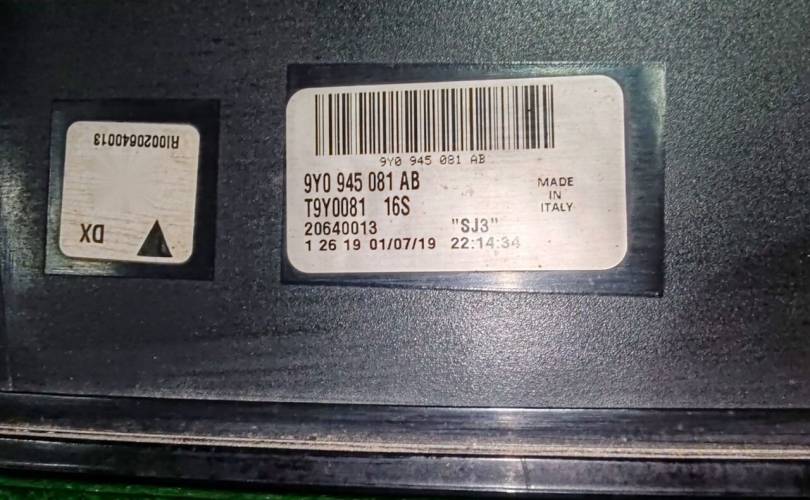 RI0020640013
DX
9Y0 945 081 AB
9Y0 945 081 AB
T9Y0081 16S
20640013 "SJ3"
1 26 19 01/07/19 22:14:34
MADE
IN
ITALY